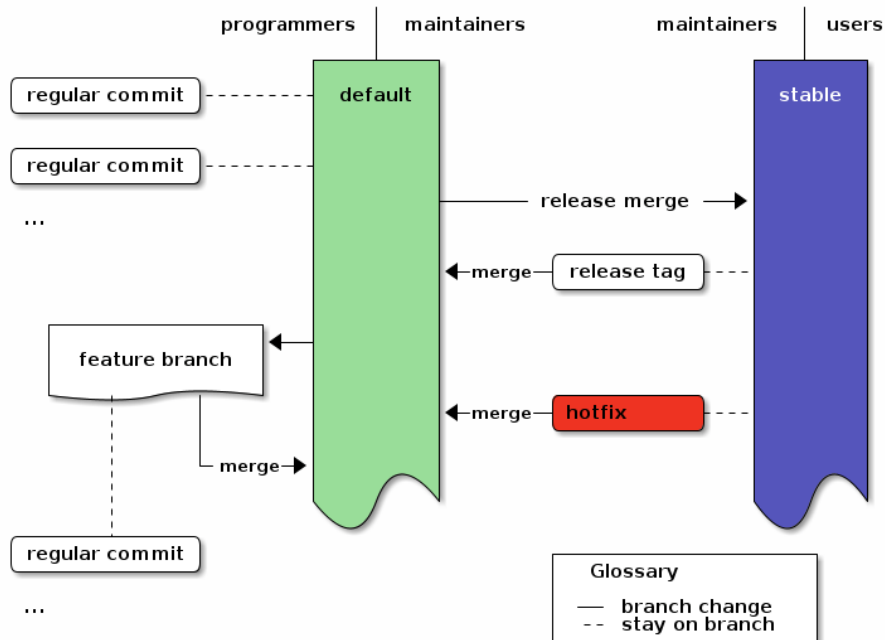 programmers
maintainers
maintainers
users
regular commit
default
stable
regular commit
release merge
...
merge
release tag
feature branch
merge
hotfix
merge
regular commit
Glossary
branch change
stay on branch
...